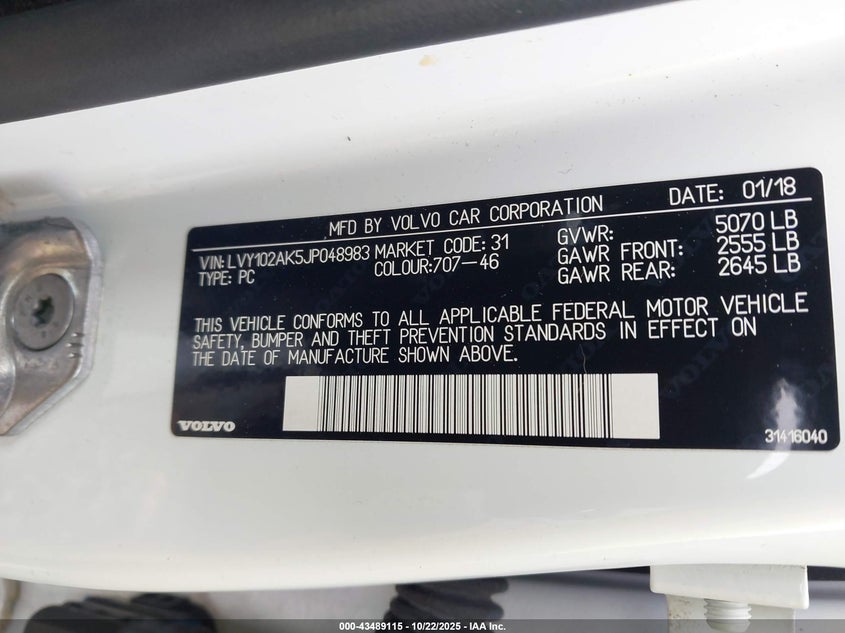 MFD BY VOLVO CAR CORPORATION DATE: 01/18
VIN:LVY102AK5JP048983 MARKET CODE: 31 GVWR: 5070 LB
TYPE: PC COLOUR:707-46 GAWR FRONT: 2555 LB
GAWR REAR: 2645 LB
THIS VEHICLE CONFORMS TO ALL APPLICABLE FEDERAL MOTOR VEHICLE
SAFETY, BUMPER AND THEFT PREVENTION STANDARDS IN EFFECT ON
THE DATE OF MANUFACTURE SHOWN ABOVE.
VOLVO 31416040
000-43489115 - 10/22/2025 - IAA Inc.